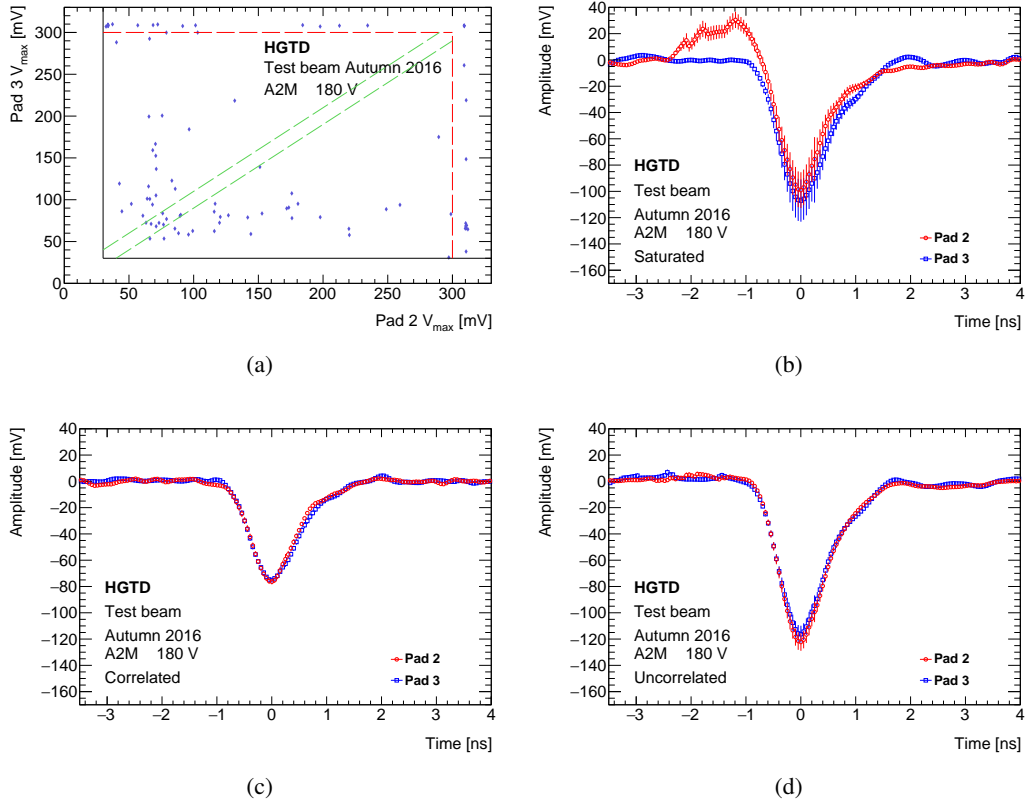 Pad 3 V_max [mV]
300
250
200
150
100
50
0
HGTD
Test beam Autumn 2016
A2M 180 V
0 50 100 150 200 250 300
Pad 2 V_max [mV]
(a)
Amplitude [mV]
40
20
0
−20
−40
−60
−80
−100
−120
−140
−160
HGTD
Test beam
Autumn 2016
A2M 180 V
Saturated
Pad 2
Pad 3
−3 −2 −1 0 1 2 3 4
Time [ns]
(b)
Amplitude [mV]
40
20
0
−20
−40
−60
−80
−100
−120
−140
−160
HGTD
Test beam
Autumn 2016
A2M 180 V
Correlated
Pad 2
Pad 3
−3 −2 −1 0 1 2 3 4
Time [ns]
(c)
Amplitude [mV]
40
20
0
−20
−40
−60
−80
−100
−120
−140
−160
HGTD
Test beam
Autumn 2016
A2M 180 V
Uncorrelated
Pad 2
Pad 3
−3 −2 −1 0 1 2 3 4
Time [ns]
(d)